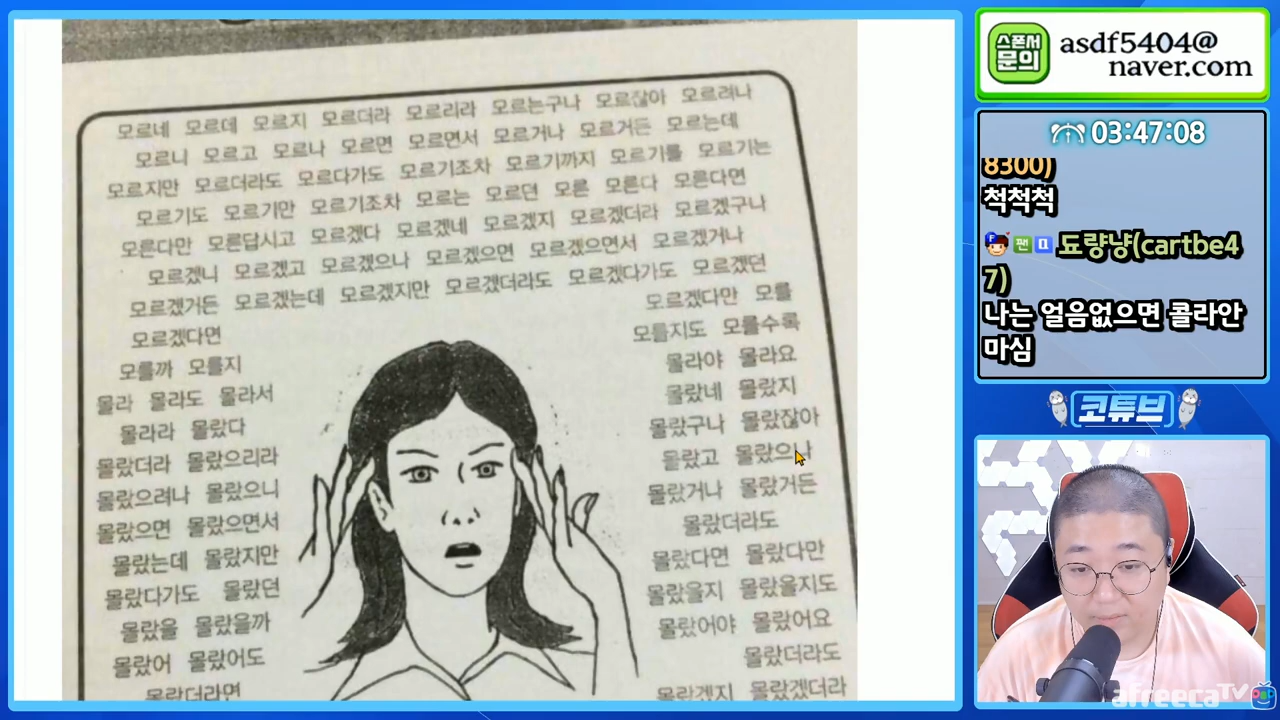 모르네 모르데 모르지 모르더라 모르리라 모르는구나 모르잖아 모르려나
모르니 모르고 모르나 모르면 모르면서 모르거나 모르거든 모르는데
모르지만 모르더라도 모르다가도 모르기조차 모르기까지 모르기를 모르기는
모르기도 모르기만 모르기조차 모르는 모르던 모른 모른다 모른다면
모른다만 모른답시고 모르겠다 모르겠네 모르겠지 모르겠더라 모르겠구나
모르겠니 모르겠고 모르겠으나 모르겠으면 모르겠으면서 모르겠거나
모르겠거든 모르겠는데 모르겠지만 모르겠더라도 모르겠다가도 모르겠던
모르겠다면 모르겠다만 모를
모를까 모를지 모를지도 모를수록
몰라 몰라도 몰라서 몰라야 몰라요
몰라라 몰랐다 몰랐네 몰랐지
몰랐더라 몰랐으리라 몰랐구나 몰랐잖아
몰랐으려나 몰랐으니 몰랐고 몰랐으나
몰랐으면 몰랐으면서 몰랐거나 몰랐거든
몰랐는데 몰랐지만 몰랐더라도
몰랐다가도 몰랐던 몰랐다면 몰랐다만
몰랐을 몰랐을까 몰랐을지 몰랐을지도
몰랐어 몰랐어도 몰랐어야 몰랐어요
몰랐더라면 몰랐더라도
몰랐겠지 몰랐겠더라
스폰서
문의
asdf5404@
naver.com
03:47:08
8300)
척척척
팬 됴량냥(cartbe4
7)
나는 얼음없으면 콜라안
마심
코튜브
afreecaTV